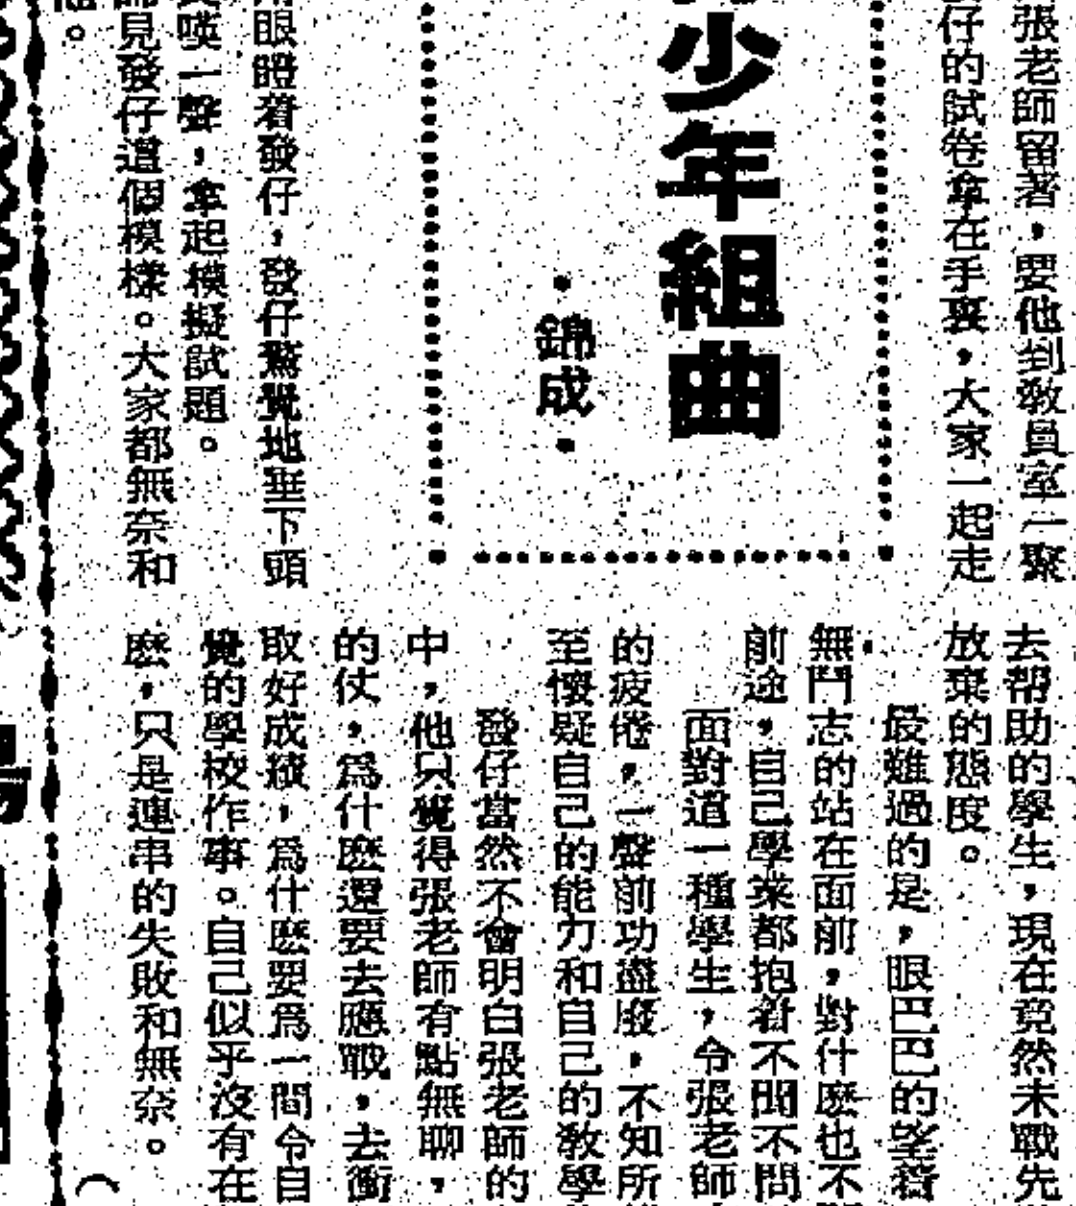 張老師留著，要他到敎員室一聚
仔的試卷拿在手裏，大家一起走
少年組曲
·錦成·
眼瞪着發仔，發仔驚覺地垂下頭
嘆一聲，拿起模擬試題。
見發仔這個模樣。大家都無奈和
。
去帮助的學生，現在竟然未戰先
放棄的態度。
最難過的是，眼巴巴的望着
無鬥志的站在面前，對什麽也不
前途，自己學業都抱着不聞不問
面對這一種學生，令張老師
的疲倦，一聲前功盡廢，不知所
至懷疑自己的能力和自己的敎學
發仔當然不會明白張老師的
中，他只覺得張老師有點無聊，
的仗，爲什麽還要去應戰，去衝
取好成績，爲什麽要爲一間令自
覺的學校作事。自己似乎沒有在
麽，只是連串的失敗和無奈。
（